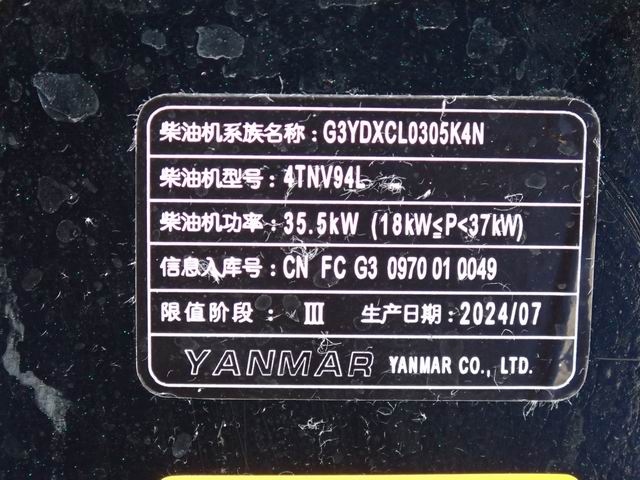 柴油机系族名称：G3YDXCL0305K4N
柴油机型号：4TNV94L
柴油机功率：35.5kW (18kW≦P<37kW)
信息入库号：CN FC G3 0970 01 0049
限值阶段： Ⅲ 生产日期：2024/07
YANMAR YANMAR CO., LTD.